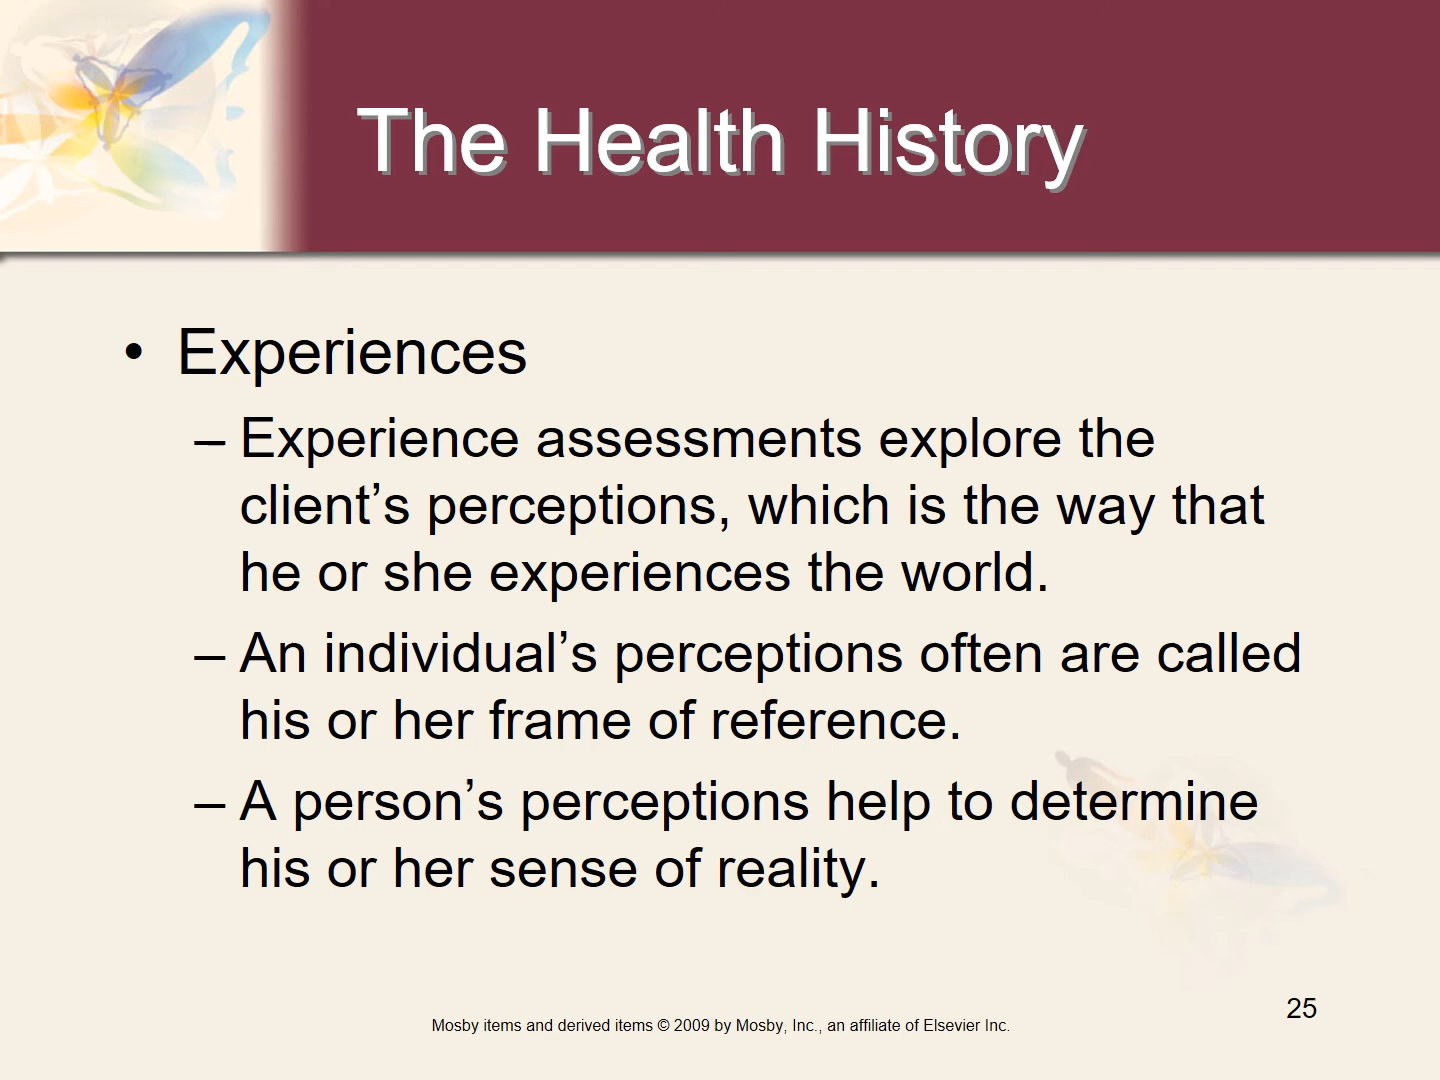 The Health History
• Experiences
– Experience assessments explore the
client’s perceptions, which is the way that
he or she experiences the world.
– An individual’s perceptions often are called
his or her frame of reference.
– A person’s perceptions help to determine
his or her sense of reality.
25
Mosby items and derived items © 2009 by Mosby, Inc., an affiliate of Elsevier Inc.